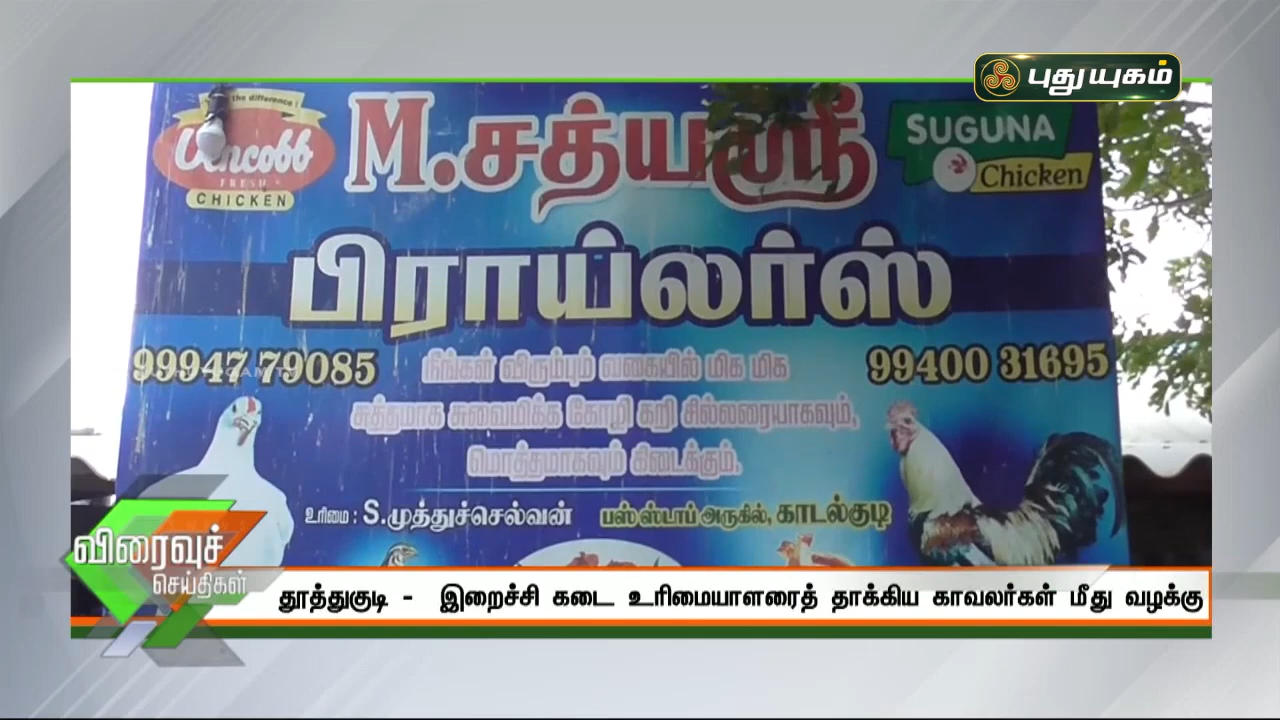 புதுயுகம்
the difference!
Vencobb
FRESH
CHICKEN
M.சத்யஸ்ரீ
SUGUNA
Chicken
பிராய்லர்ஸ்
99947 79085
நீங்கள் விரும்பும் வகையில் மிக மிக
99400 31695
சுத்தமாக சுவைமிக்க கோழி கறி சில்லரையாகவும்,
மொத்தமாகவும் கிடைக்கும்.
உரிமை : S.முத்துச்செல்வன்
பஸ் ஸ்டாப் அருகில், காடல்குடி
விரைவுச்
செய்திகள்
தூத்துகுடி - இறைச்சி கடை உரிமையாளரைத் தாக்கிய காவலர்கள் மீது வழக்கு